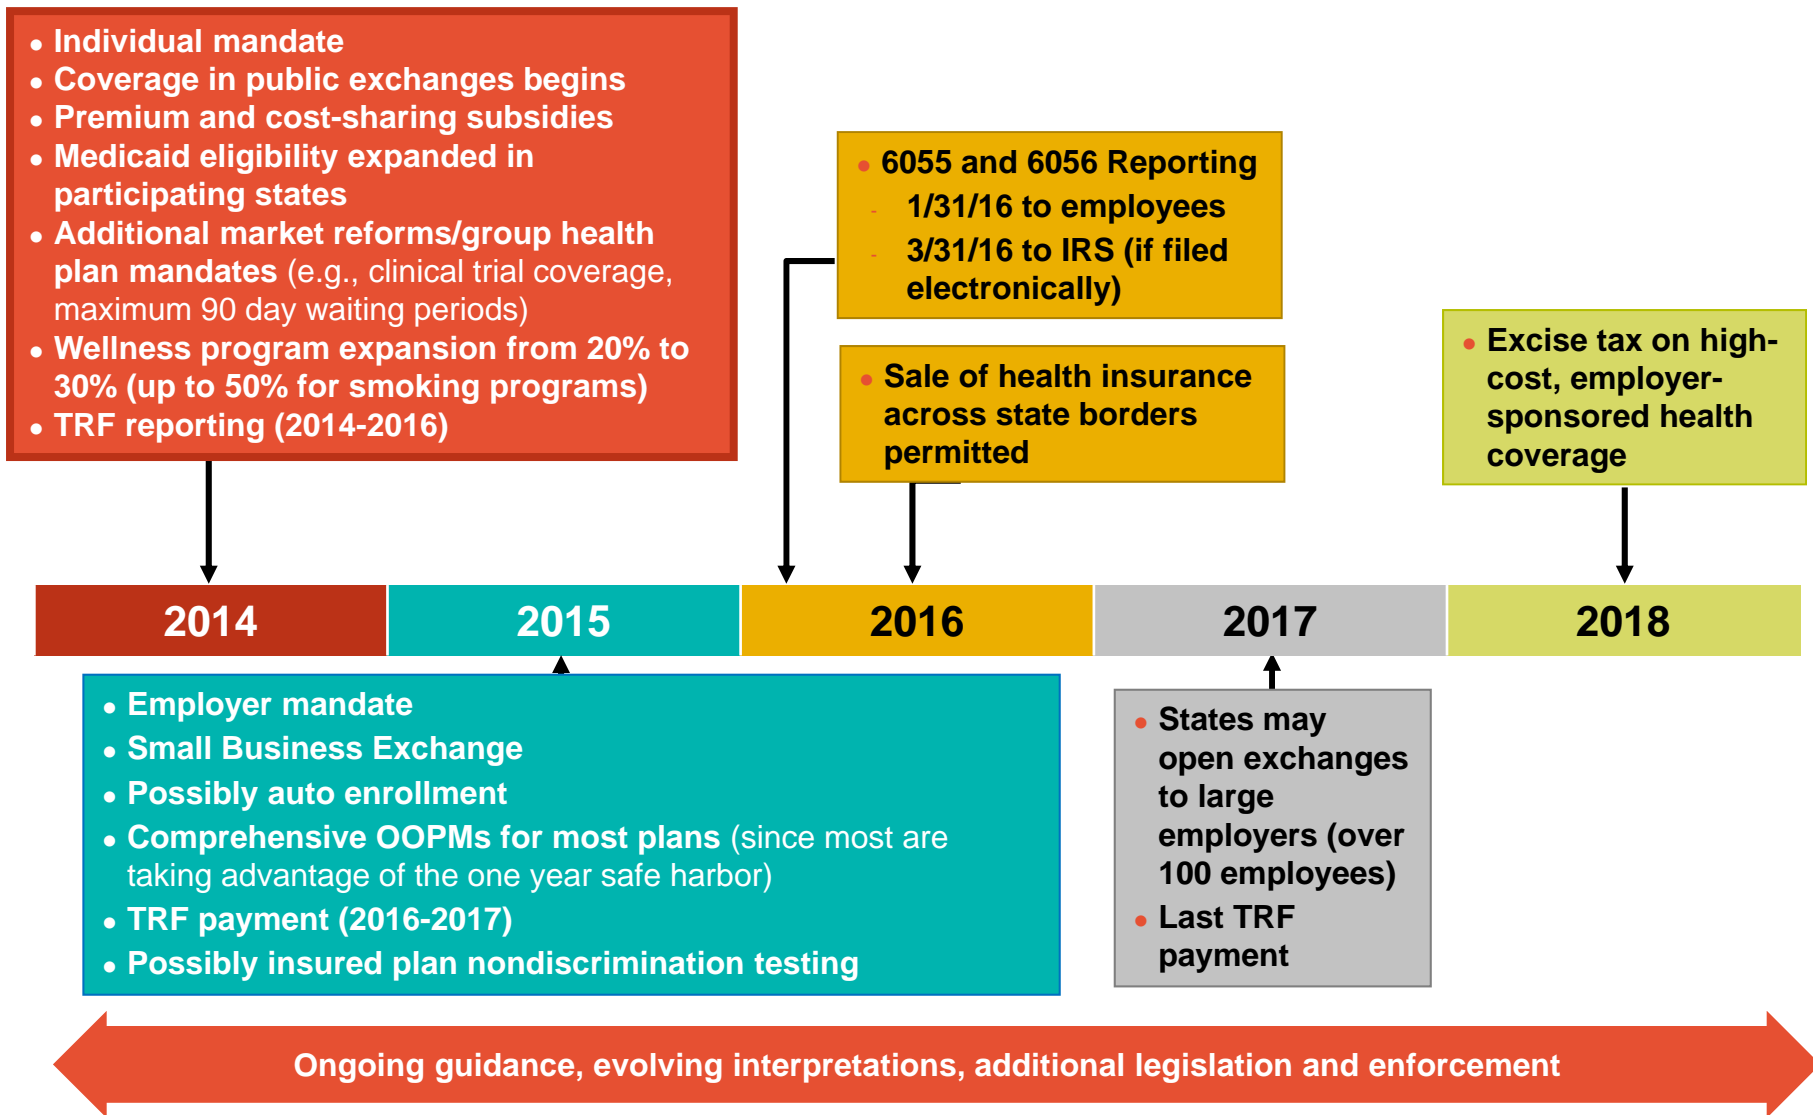 ● Individual mandate
● Coverage in public exchanges begins
● Premium and cost-sharing subsidies
● Medicaid eligibility expanded in
participating states
● Additional market reforms/group health
plan mandates (e.g., clinical trial coverage,
maximum 90 day waiting periods)
● Wellness program expansion from 20% to
30% (up to 50% for smoking programs)
● TRF reporting (2014-2016)
● 6055 and 6056 Reporting
- 1/31/16 to employees
- 3/31/16 to IRS (if filed
electronically)
● Sale of health insurance
across state borders
permitted
● Excise tax on high-
cost, employer-
sponsored health
coverage
2014 2015 2016 2017 2018
● Employer mandate
● Small Business Exchange
● Possibly auto enrollment
● Comprehensive OOPMs for most plans (since most are
taking advantage of the one year safe harbor)
● TRF payment (2016-2017)
● Possibly insured plan nondiscrimination testing
● States may
open exchanges
to large
employers (over
100 employees)
● Last TRF
payment
Ongoing guidance, evolving interpretations, additional legislation and enforcement